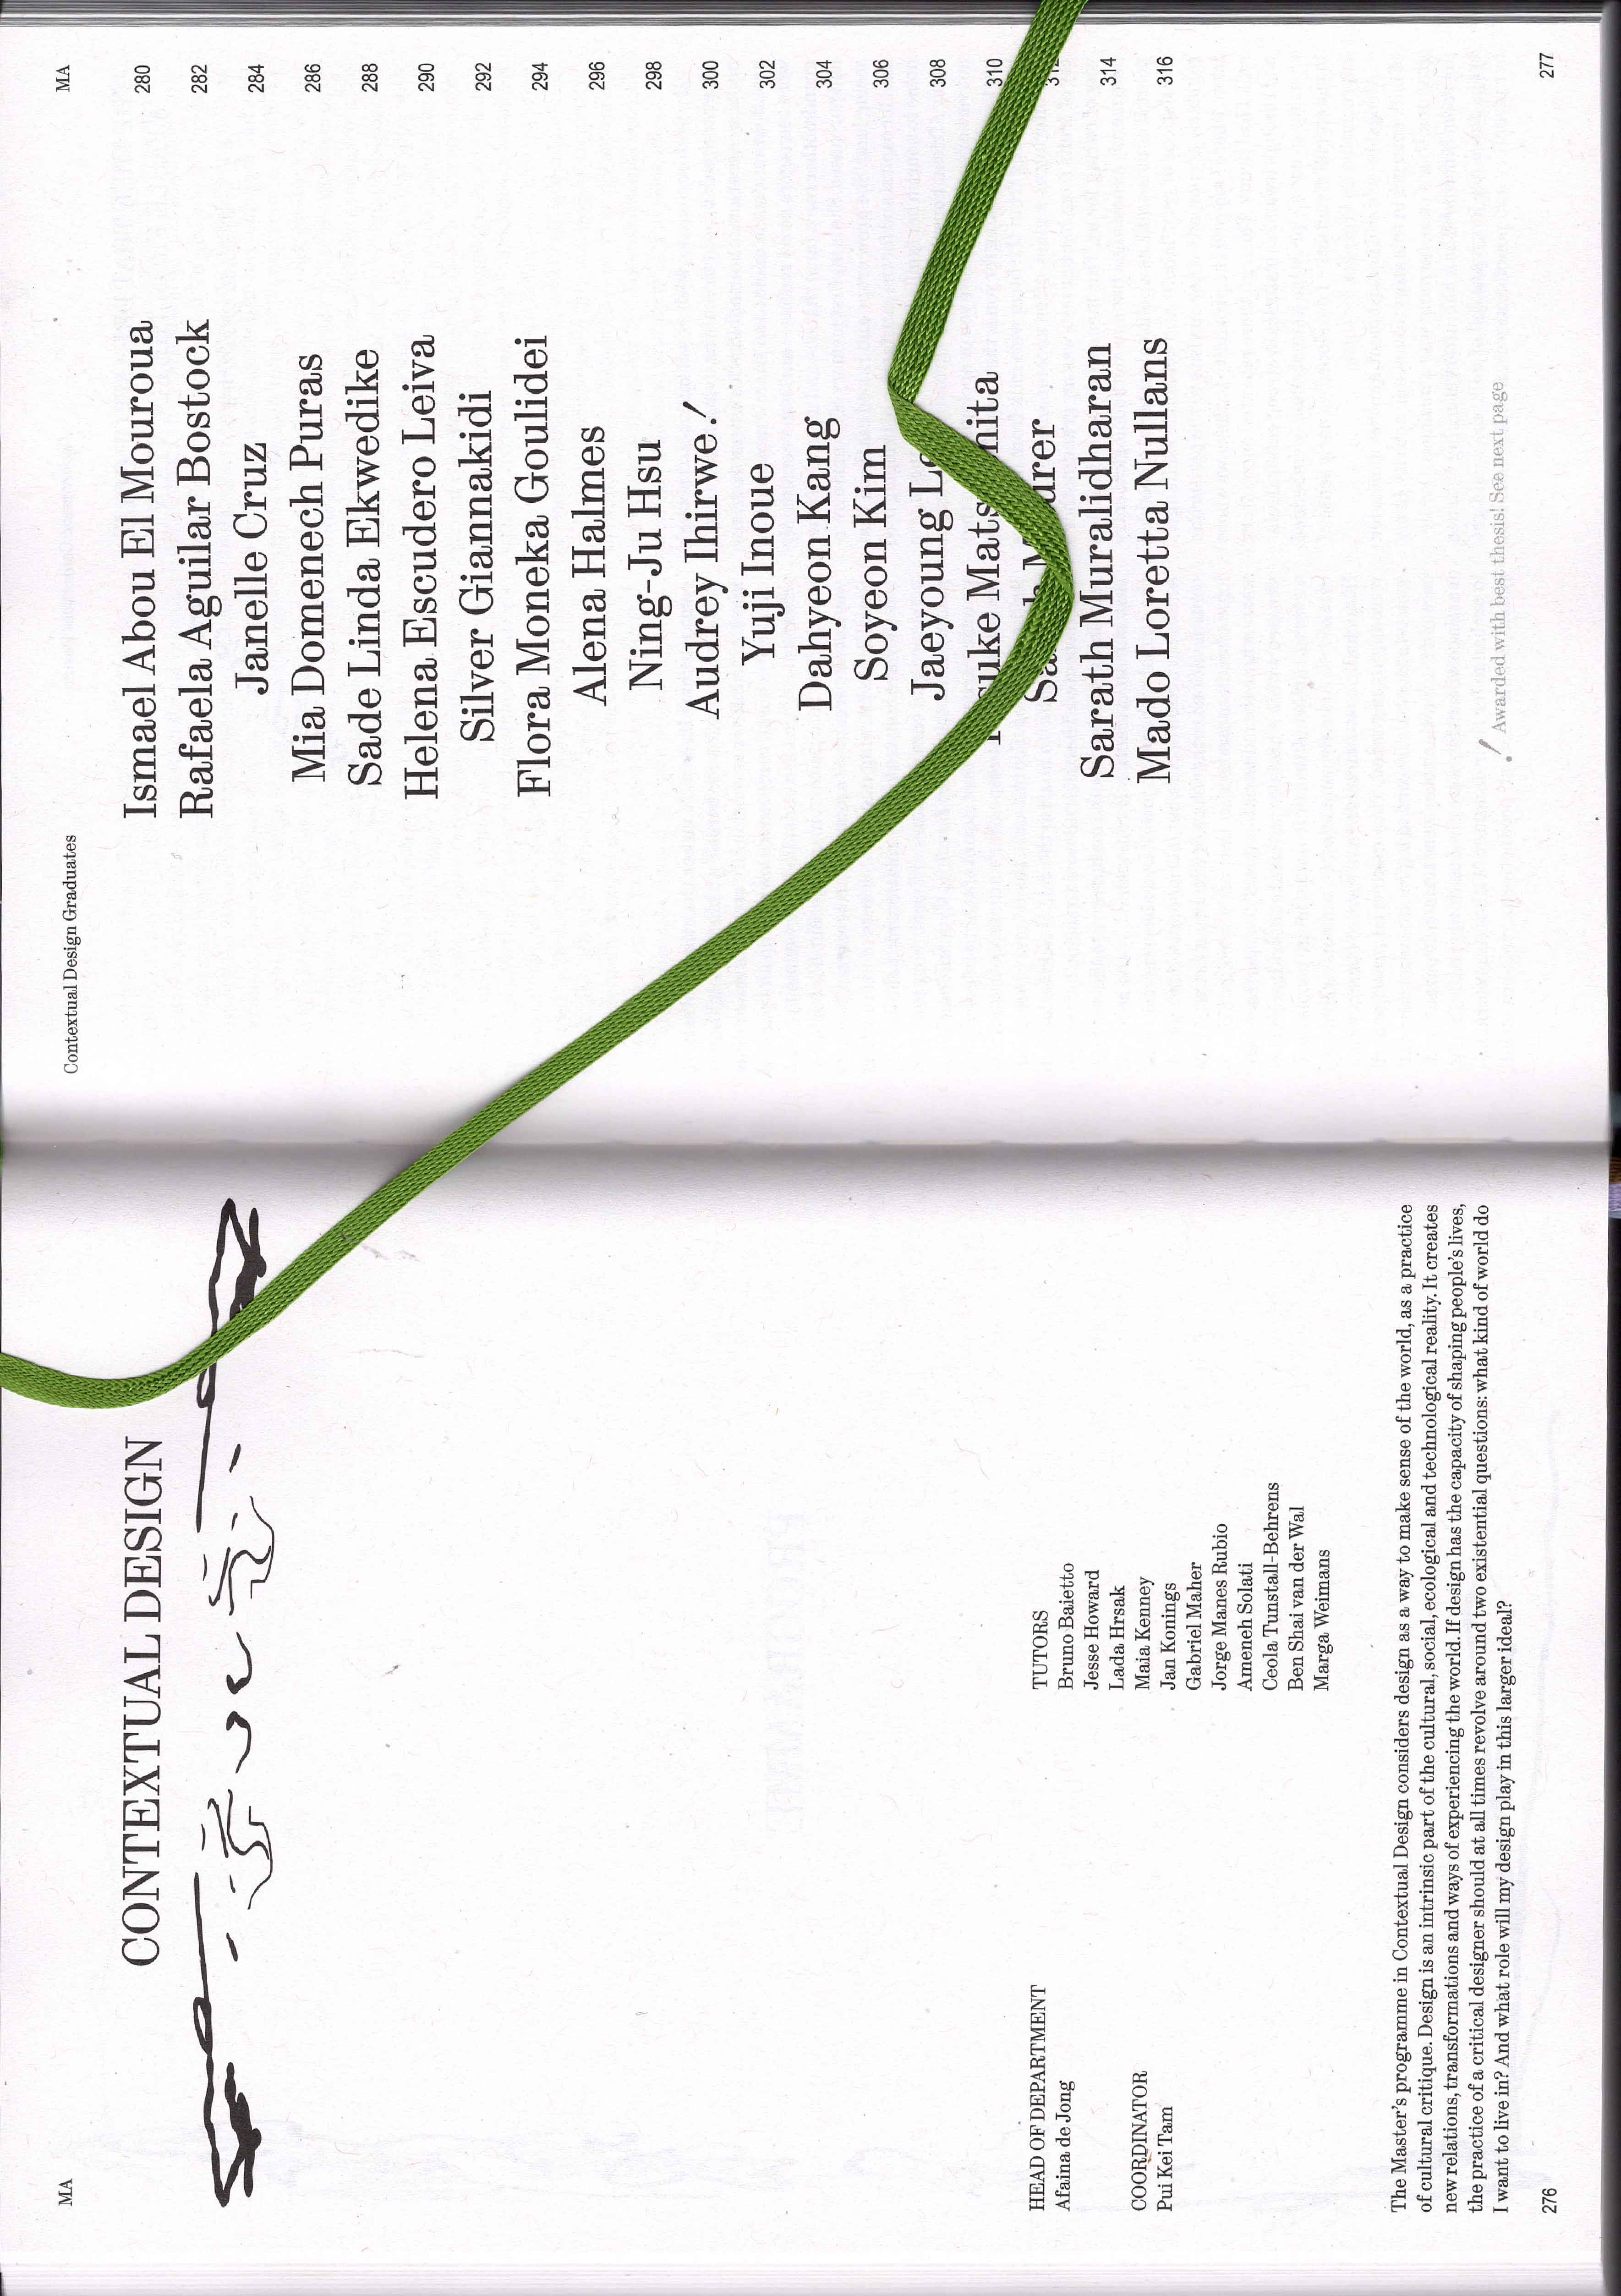 MA
CONTEXTUAL DESIGN
HEAD OF DEPARTMENT
Afaina de Jong
COORDINATOR
Pui Kei Tam
TUTORS
Bruno Baietto
Jesse Howard
Lada Hrsak
Maia Kenney
Jan Konings
Gabriel Maher
Jorge Manes Rubio
Ameneh Solati
Ceola Tunstall-Behrens
Ben Shai van der Wal
Marga Weimans
The Master's programme in Contextual Design considers design as a way to make sense of the world, as a practice
of cultural critique. Design is an intrinsic part of the cultural, social, ecological and technological reality. It creates
new relations, transformations and ways of experiencing the world. If design has the capacity of shaping people's lives,
the practice of a critical designer should at all times revolve around two existential questions: what kind of world do
I want to live in? And what role will my design play in this larger ideal?
276
Contextual Design Graduates MA
Ismael Abou El Mouroua 280
Rafaela Aguilar Bostock 282
Janelle Cruz 284
Mia Domenech Puras 286
Sade Linda Ekwedike 288
Helena Escudero Leiva 290
Silver Giannakidi 292
Flora Moneka Goulidei 294
Alena Halmes 296
Ning-Ju Hsu 298
Audrey Ihirwe! 300
Yuji Inoue 302
Dahyeon Kang 304
Soyeon Kim 306
Jaeyoung 308
310
Sarath Muralidharan 314
Mado Loretta Nullans 316
! Awarded with best thesis! See next page
277